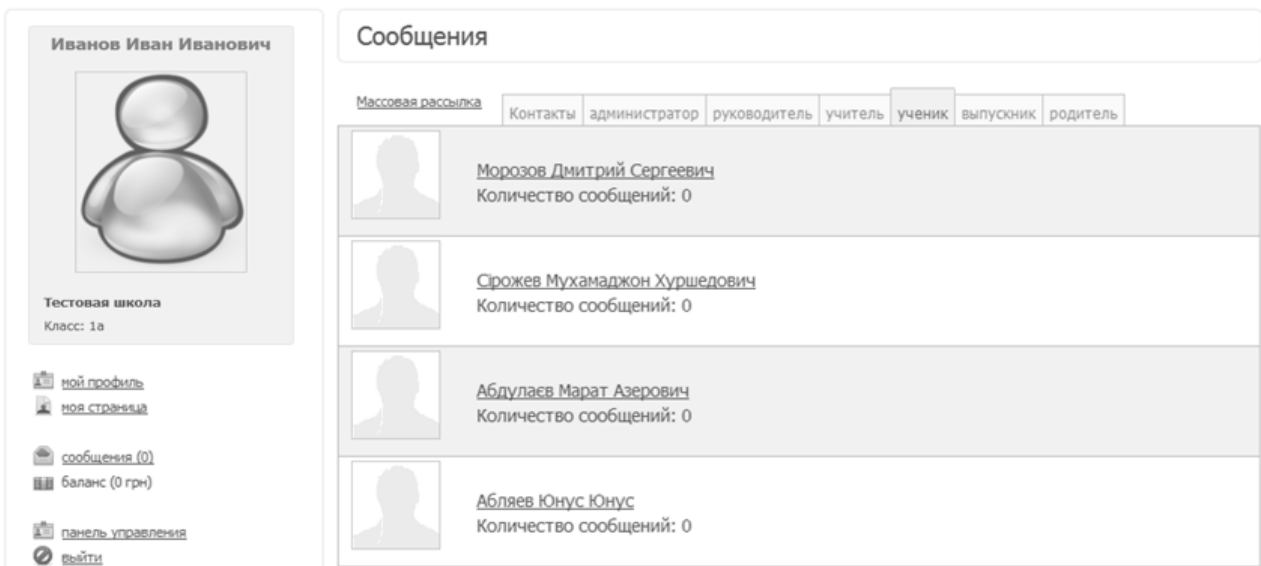 Иванов Иван Иванович
Тестовая школа
Класс: 1а
мой профиль
моя страница
сообщения (0)
баланс (0 грн)
панель управления
выйти
Сообщения
Массовая рассылка
Контакты администратор руководитель учитель ученик выпускник родитель
Морозов Дмитрий Сергеевич
Количество сообщений: 0
Сірожев Мухамаджон Хуршедович
Количество сообщений: 0
Абдулаєв Марат Азерович
Количество сообщений: 0
Абляев Юнус Юнус
Количество сообщений: 0